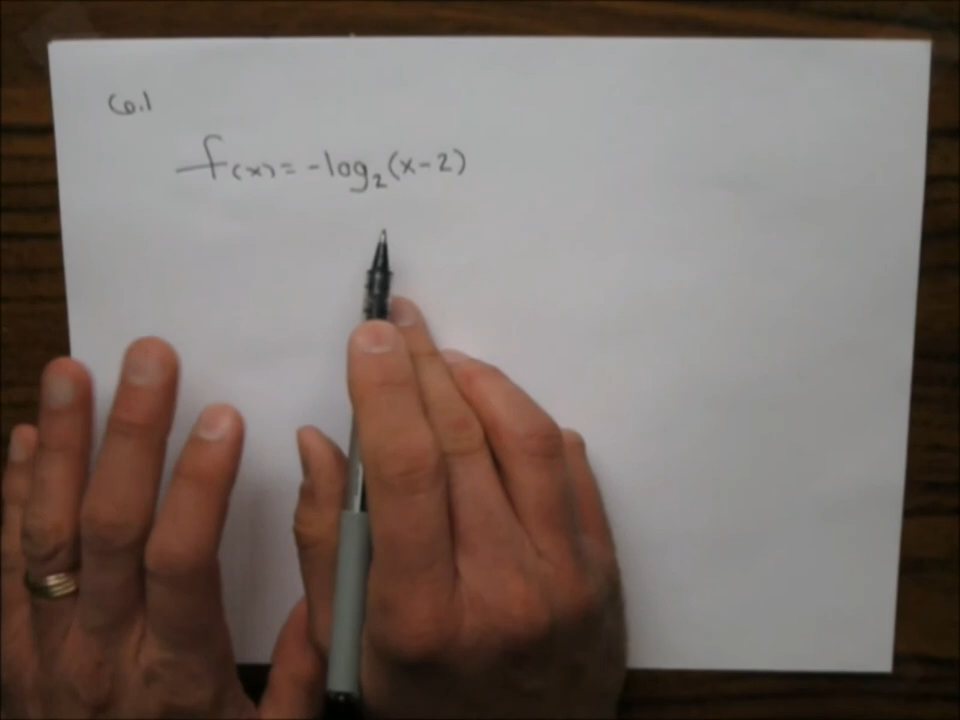 6.1
f(x) = -log₂(x-2)